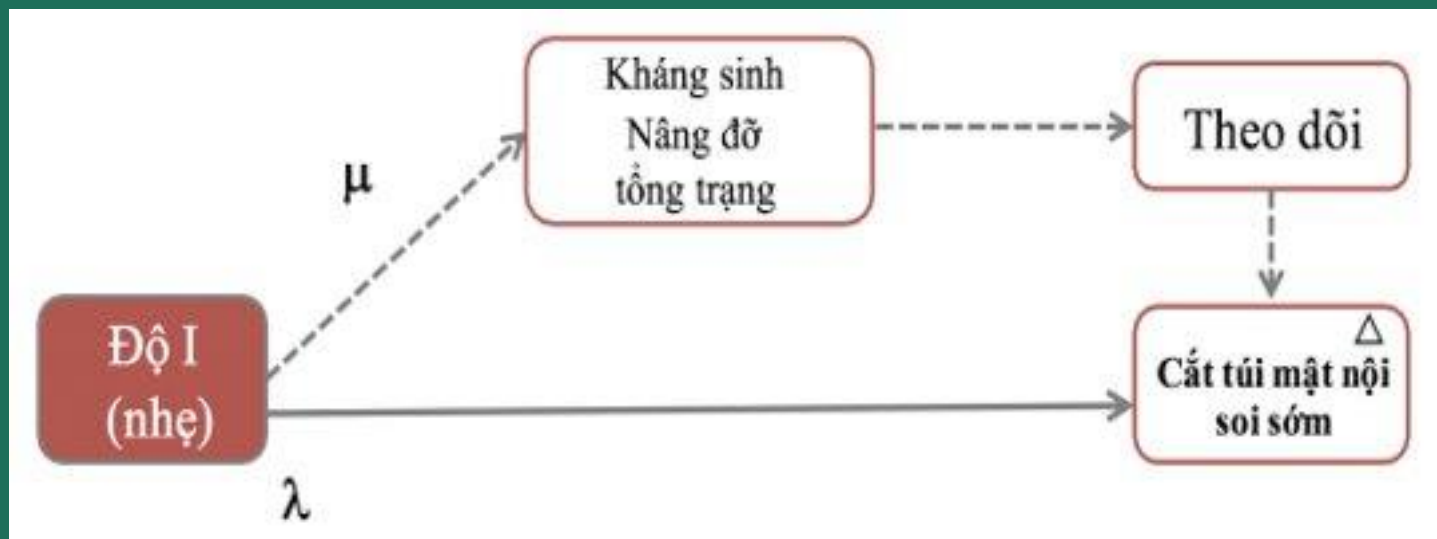 Kháng sinh
Nâng đỡ
tổng trạng
Theo dõi
μ
Độ I
(nhẹ)
△
Cắt túi mật nội
soi sớm
λ